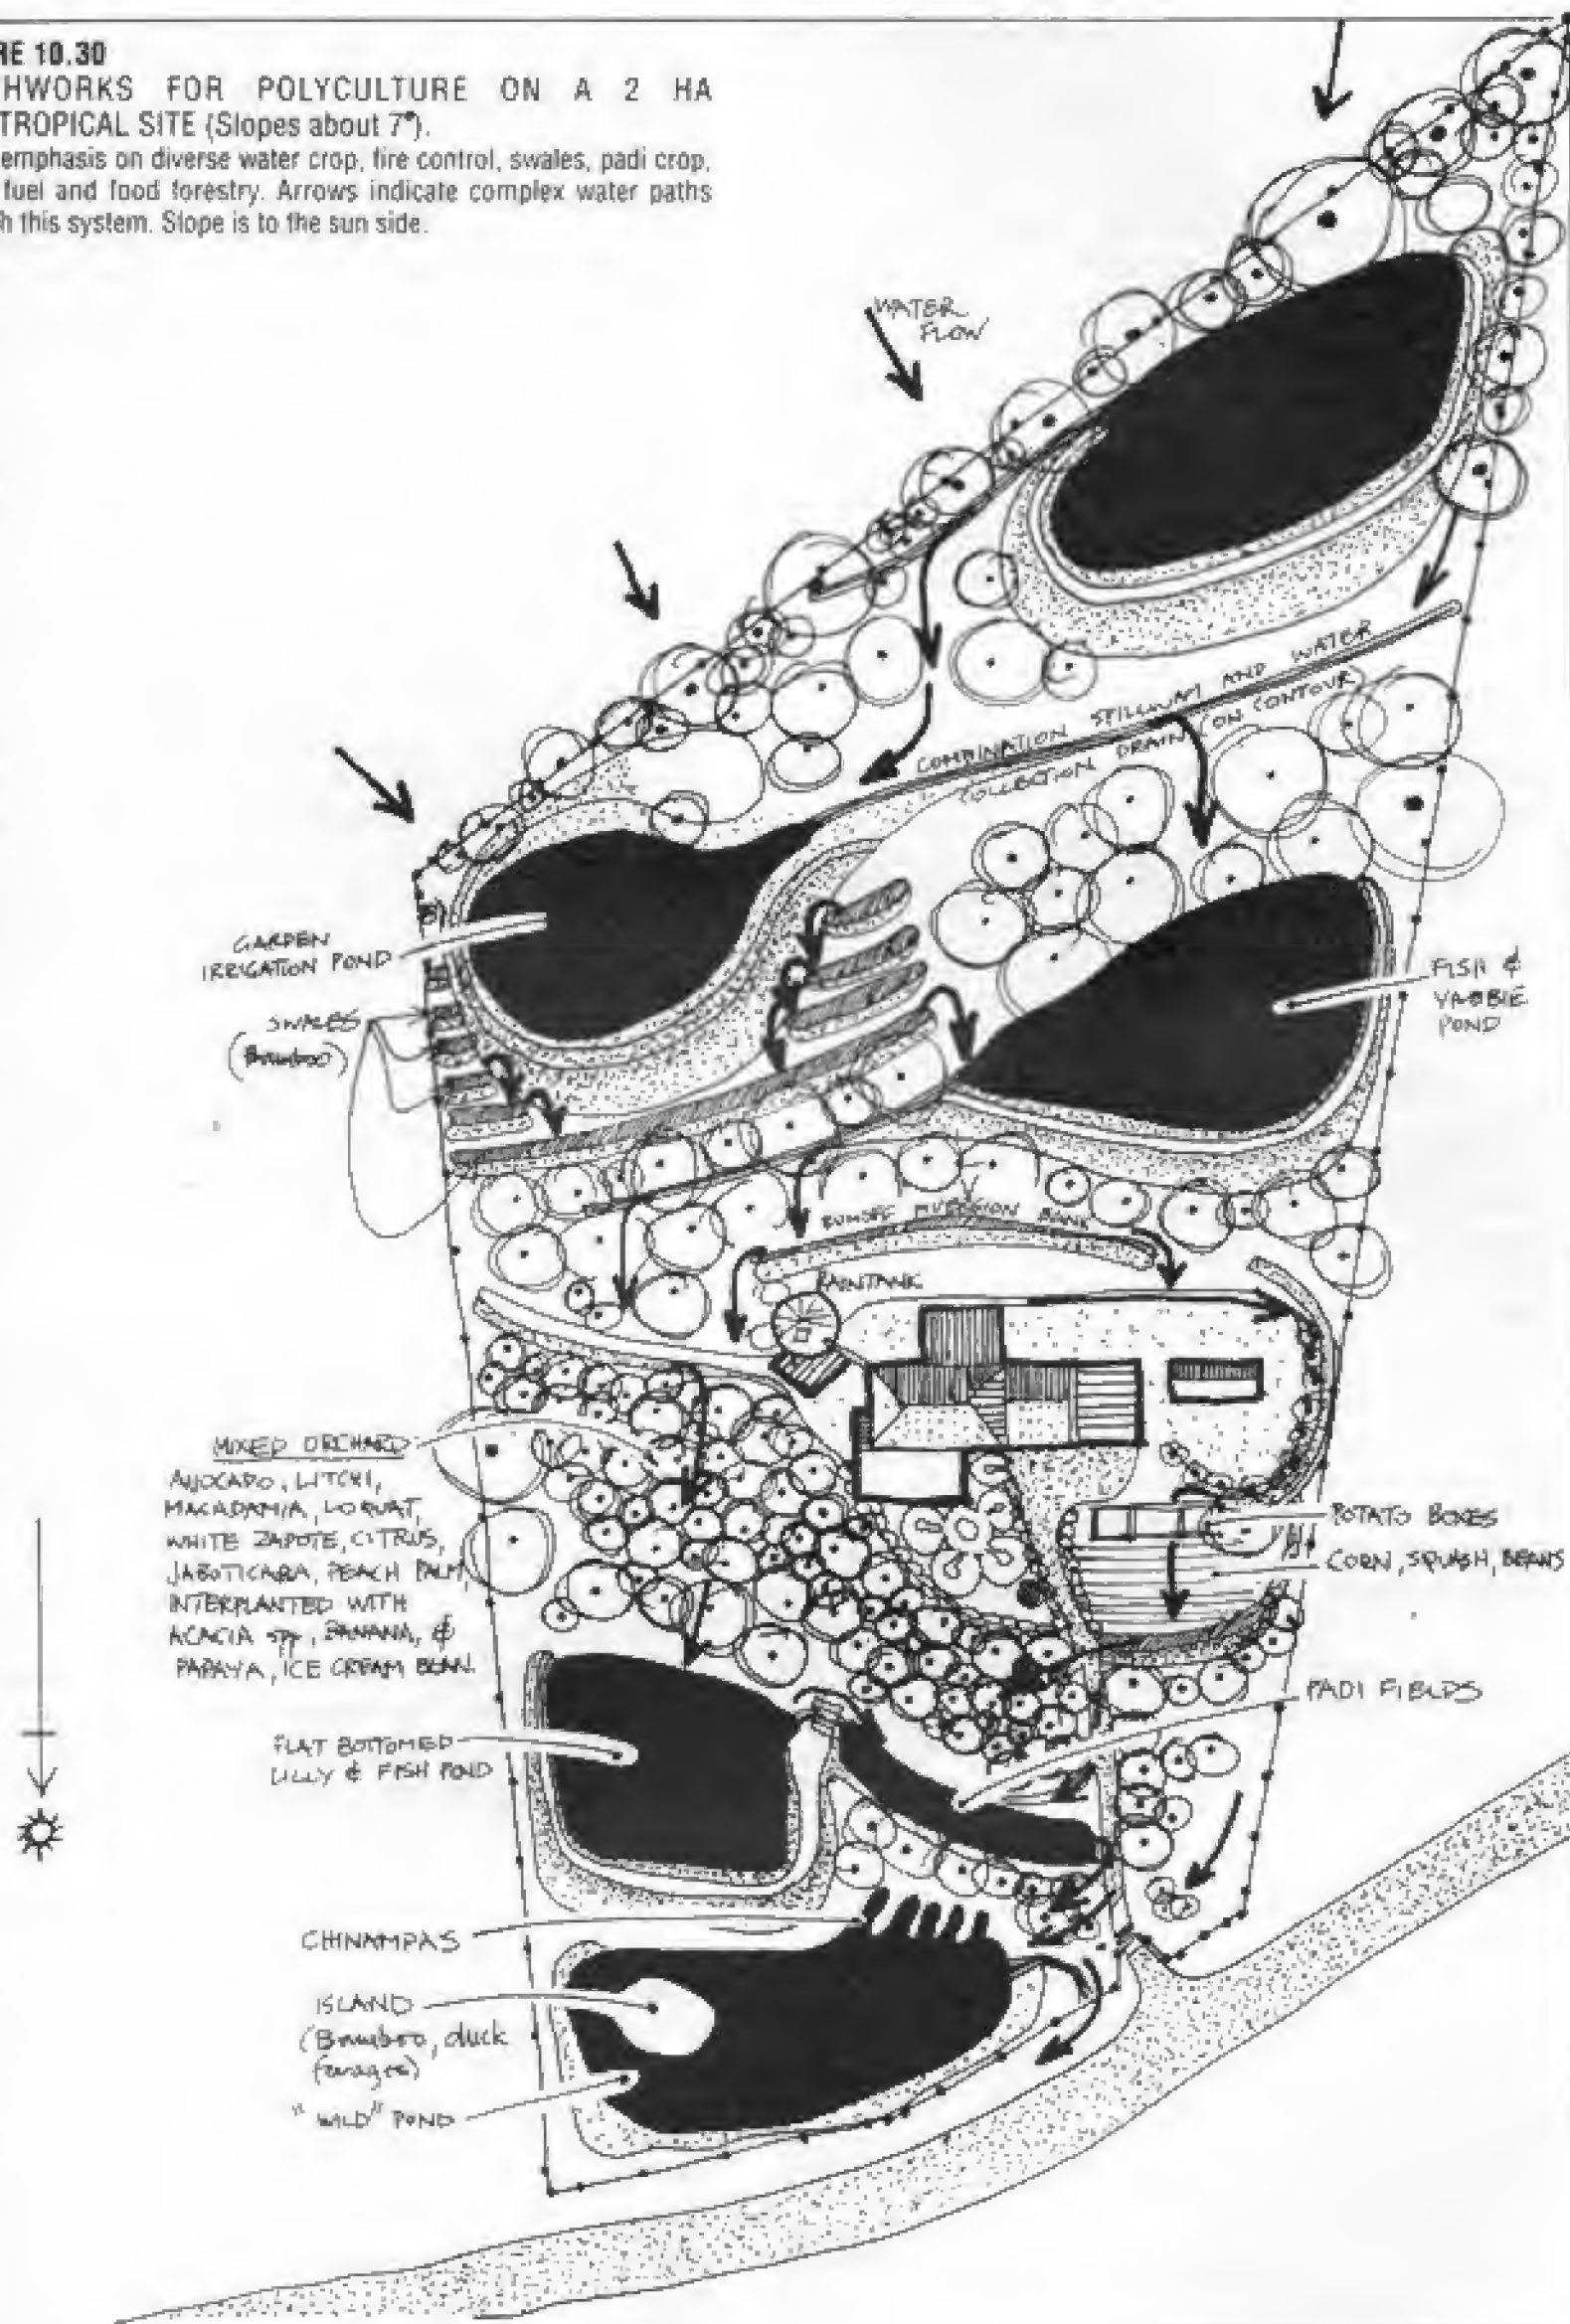 RE 10.30
HWORKS FOR POLYCULTURE ON A 2 HA
TROPICAL SITE (Slopes about 7°).
emphasis on diverse water crop, fire control, swales, padi crop,
fuel and food forestry. Arrows indicate complex water paths
h this system. Slope is to the sun side.
WATER
FLOW
COMBINATION SPILLWAY AND WATER
COLLECTION DRAIN (ON CONTOUR)
GARDEN
IRRIGATION POND
SWALES
(Bamboo)
FISH &
YABBIE
POND
RUNOFF DIVERSION BANK
RAINTANK
MIXED ORCHARD
AVOCADO, LITCHI,
MACADAMIA, LOQUAT,
WHITE ZAPOTE, CITRUS,
JABOTICABA, PEACH PALM,
INTERPLANTED WITH
ACACIA spp, BANANA, &
PAPAYA, ICE CREAM BEAN.
POTATO BOXES
CORN, SQUASH, BEANS
PADI FIELDS
FLAT BOTTOMED
LILLY & FISH POND
CHINAMPAS
ISLAND
(Bamboo, duck
forage)
"WILD" POND